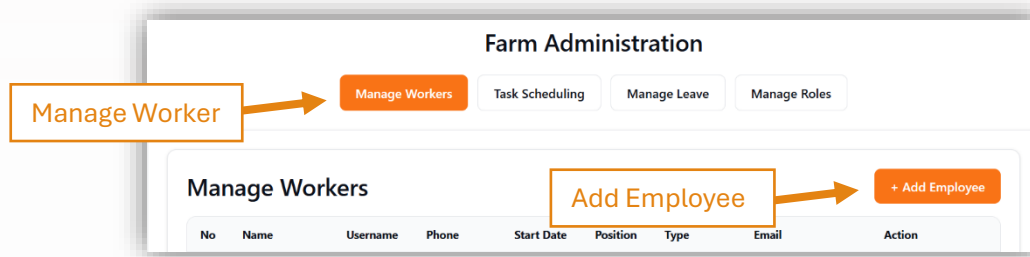 Farm Administration
Manage Workers Task Scheduling Manage Leave Manage Roles
Manage Worker
Manage Workers
Add Employee
+ Add Employee
No Name Username Phone Start Date Position Type Email Action